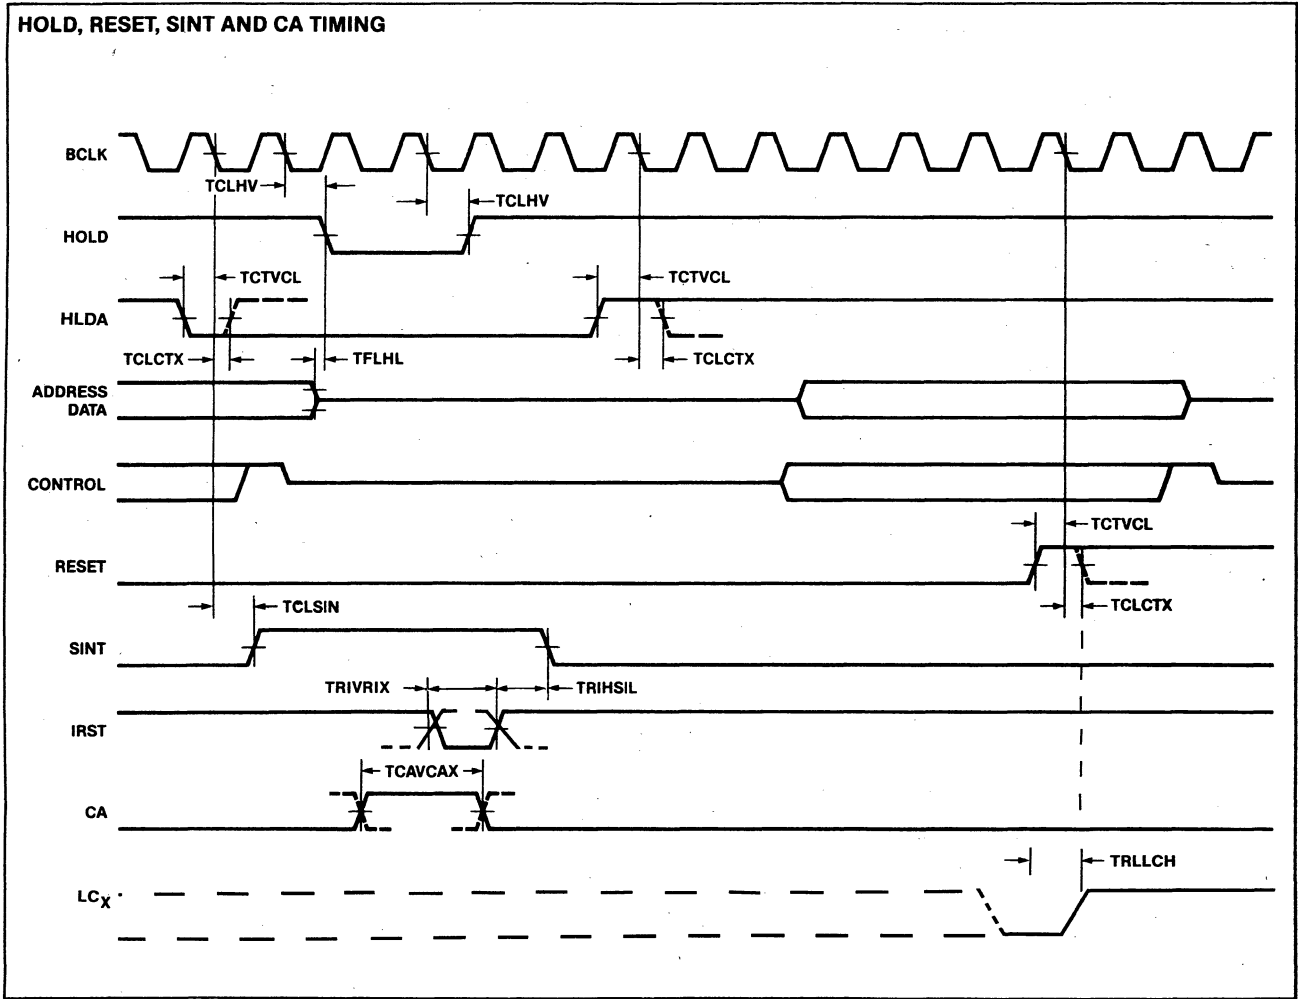 HOLD, RESET, SINT AND CA TIMING
BCLK
TCLHV
TCLHV
HOLD
TCTVCL
TCTVCL
HLDA
TCLCTX
TFLHL
TCLCTX
ADDRESS
DATA
CONTROL
TCTVCL
RESET
TCLSIN
TCLCTX
SINT
TRIVRIX
TRIHSIL
IRST
TCAVCAX
CA
TRLLCH
LCX